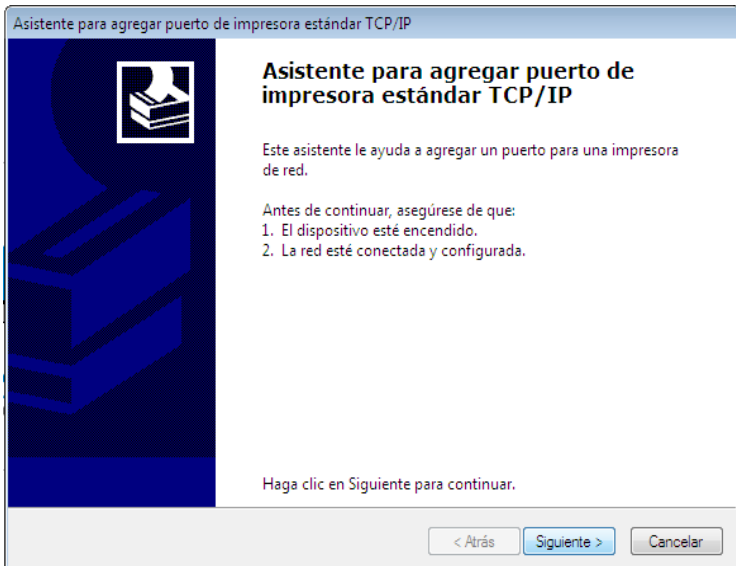 Asistente para agregar puerto de impresora estándar TCP/IP
Asistente para agregar puerto de
impresora estándar TCP/IP
Este asistente le ayuda a agregar un puerto para una impresora
de red.
Antes de continuar, asegúrese de que:
1. El dispositivo esté encendido.
2. La red esté conectada y configurada.
Haga clic en Siguiente para continuar.
< Atrás
Siguiente >
Cancelar